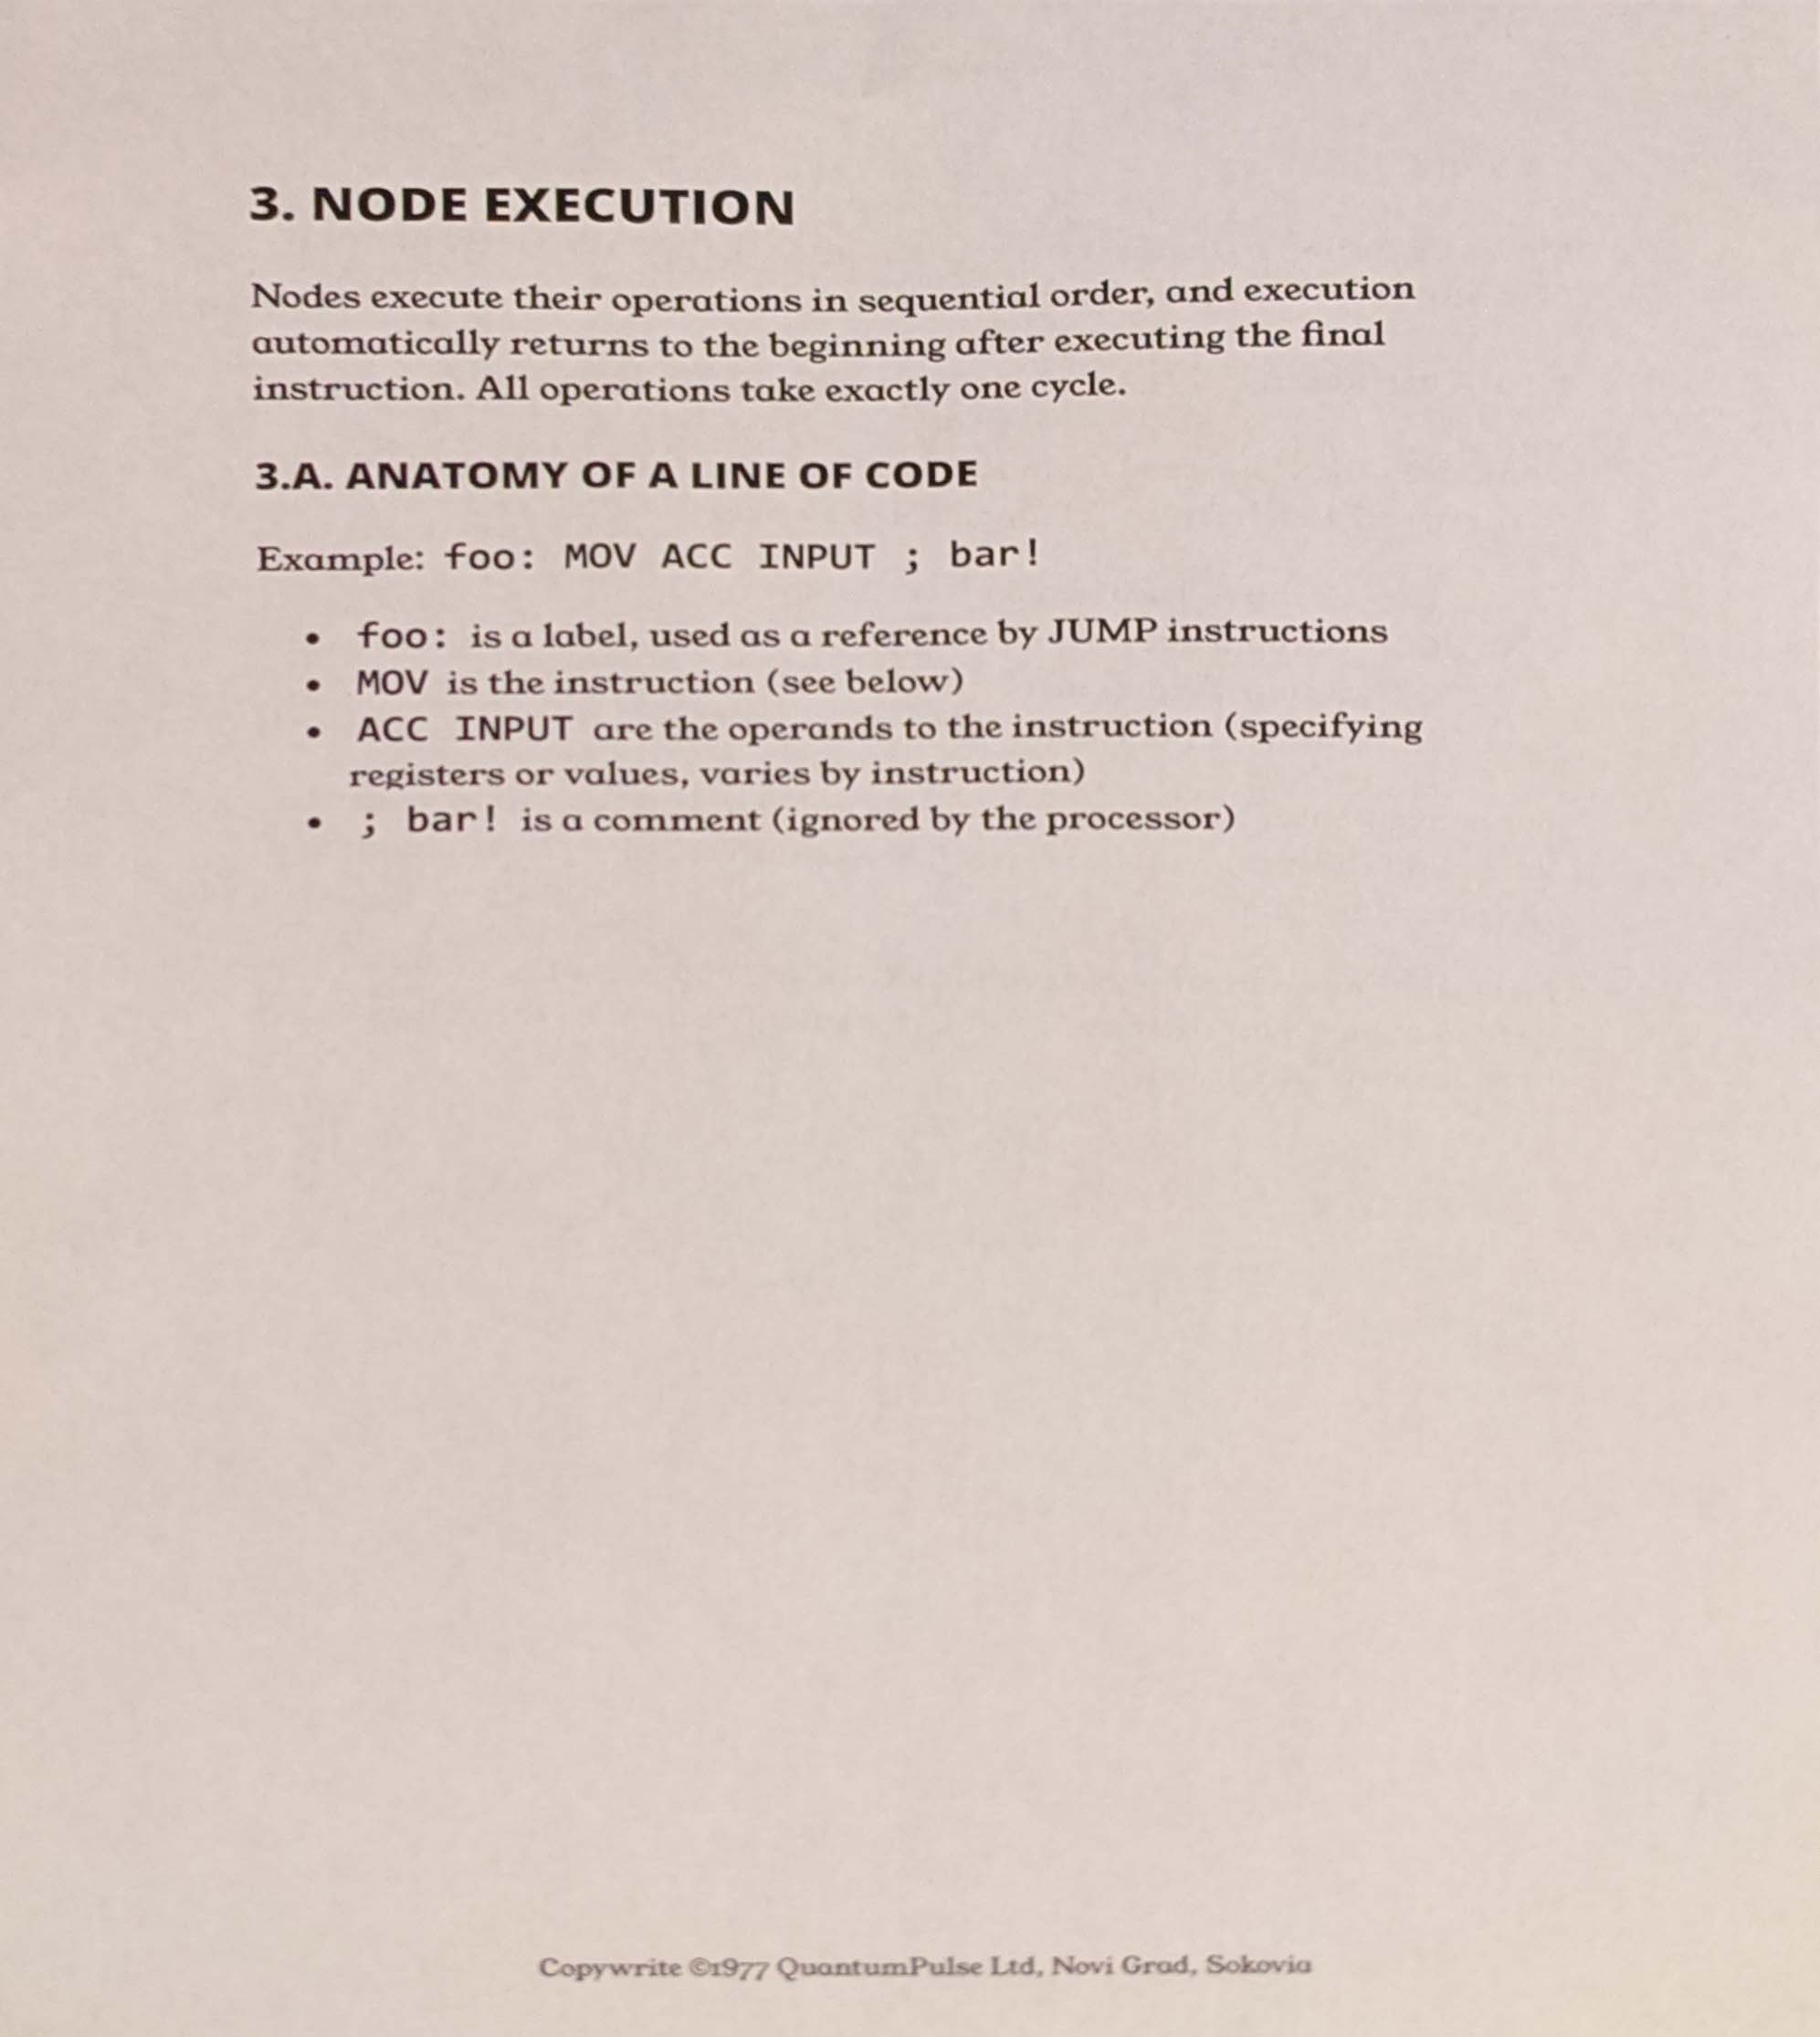 3. NODE EXECUTION
Nodes execute their operations in sequential order, and execution
automatically returns to the beginning after executing the final
instruction. All operations take exactly one cycle.
3.A. ANATOMY OF A LINE OF CODE
Example: foo: MOV ACC INPUT ; bar!
• foo: is a label, used as a reference by JUMP instructions
• MOV is the instruction (see below)
• ACC INPUT are the operands to the instruction (specifying
registers or values, varies by instruction)
• ; bar! is a comment (ignored by the processor)
Copywrite ©1977 QuantumPulse Ltd, Novi Grad, Sokovia